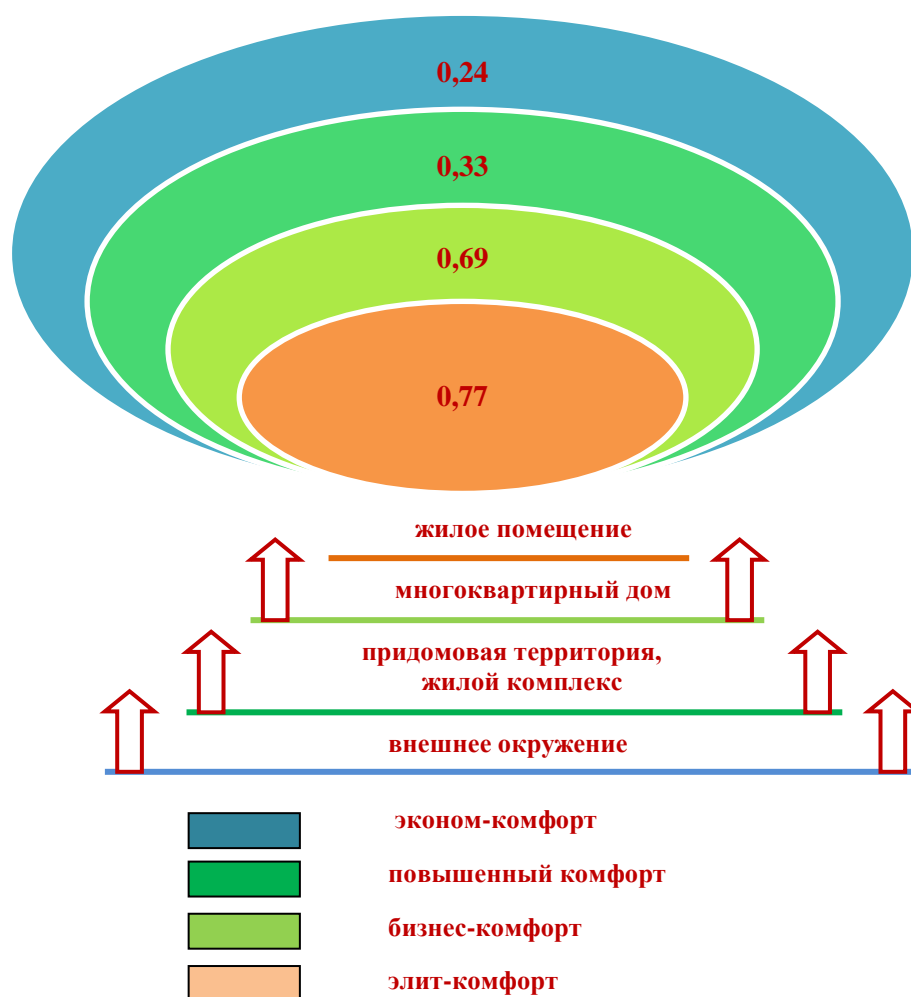 0,24
0,33
0,69
0,77
жилое помещение
многоквартирный дом
придомовая территория,
жилой комплекс
внешнее окружение
эконом-комфорт
повышенный комфорт
бизнес-комфорт
элит-комфорт